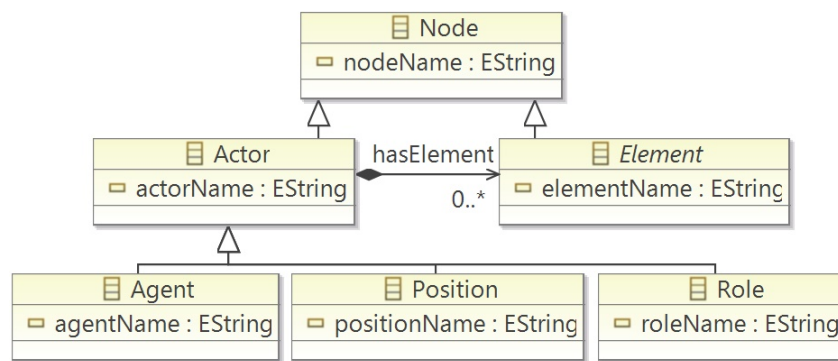 Node
nodeName : EString
Actor
actorName : EString
hasElement
0..*
Element
elementName : EString
Agent
agentName : EString
Position
positionName : EString
Role
roleName : EString